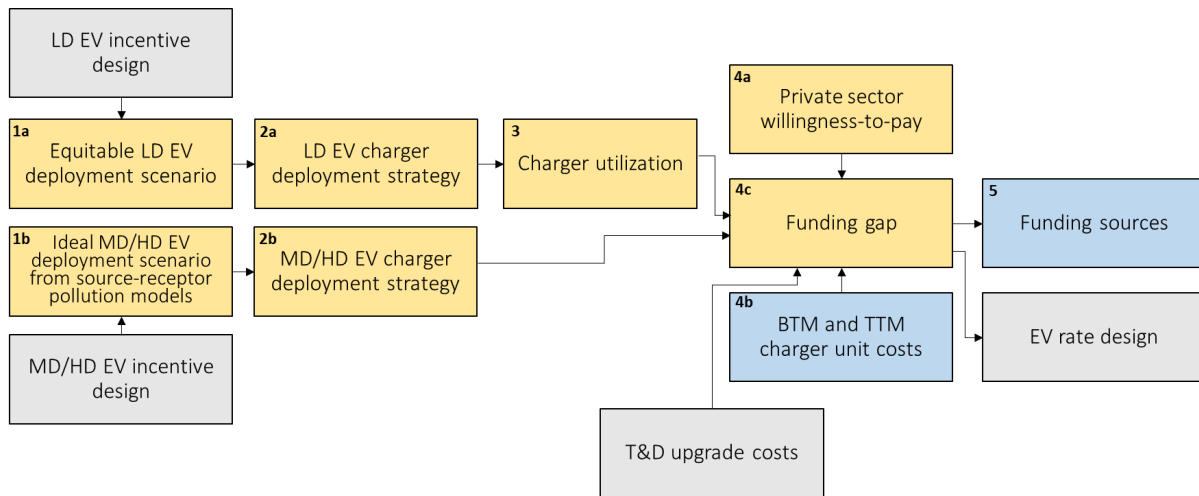 LD EV incentive
design
1a
Equitable LD EV
deployment scenario
2a
LD EV charger
deployment strategy
3
Charger utilization
4a
Private sector
willingness-to-pay
4c
Funding gap
5
Funding sources
1b
Ideal MD/HD EV
deployment scenario
from source-receptor
pollution models
2b
MD/HD EV charger
deployment strategy
4b
BTM and TTM
charger unit costs
EV rate design
MD/HD EV incentive
design
T&D upgrade costs